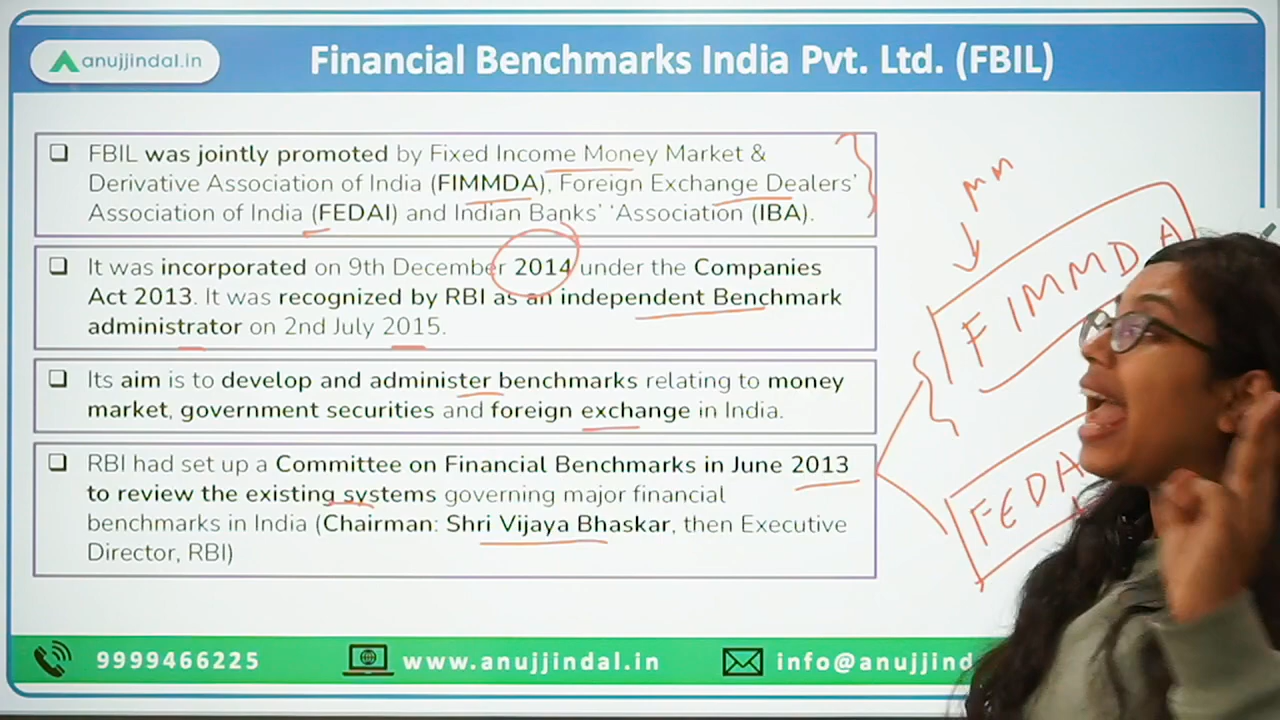 anujjindal.in
Financial Benchmarks India Pvt. Ltd. (FBIL)
FBIL was jointly promoted by Fixed Income Money Market &
Derivative Association of India (FIMMDA), Foreign Exchange Dealers'
Association of India (FEDAI) and Indian Banks' 'Association (IBA).
It was incorporated on 9th December 2014 under the Companies
Act 2013. It was recognized by RBI as an independent Benchmark
administrator on 2nd July 2015.
Its aim is to develop and administer benchmarks relating to money
market, government securities and foreign exchange in India.
RBI had set up a Committee on Financial Benchmarks in June 2013
to review the existing systems governing major financial
benchmarks in India (Chairman: Shri Vijaya Bhaskar, then Executive
Director, RBI)
MM
FIMMDA
FEDA
9999466225
www.anujjindal.in
info@anujjind